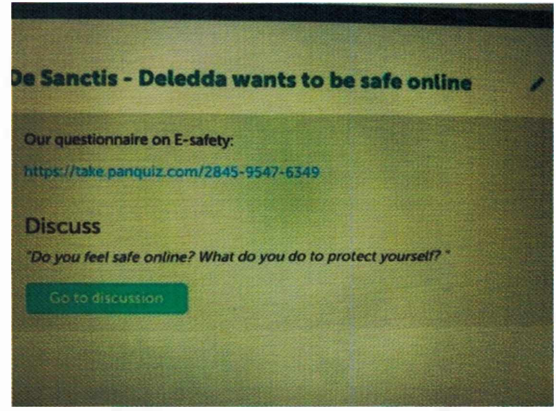 De Sanctis - Deledda wants to be safe online
Our questionnaire on E-safety:
https://take.panquiz.com/2845-9547-6349
Discuss
"Do you feel safe online? What do you do to protect yourself? "
Go to discussion